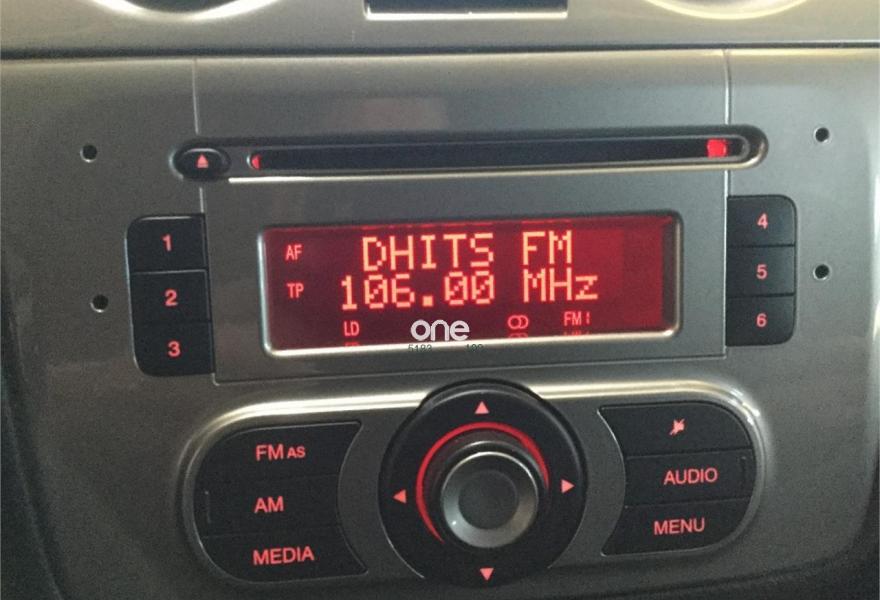 1
2
3
4
5
6
AF DHITS FM
TP 106.00 MHz
LD FM1
one
FM AS
AM
MEDIA
AUDIO
MENU